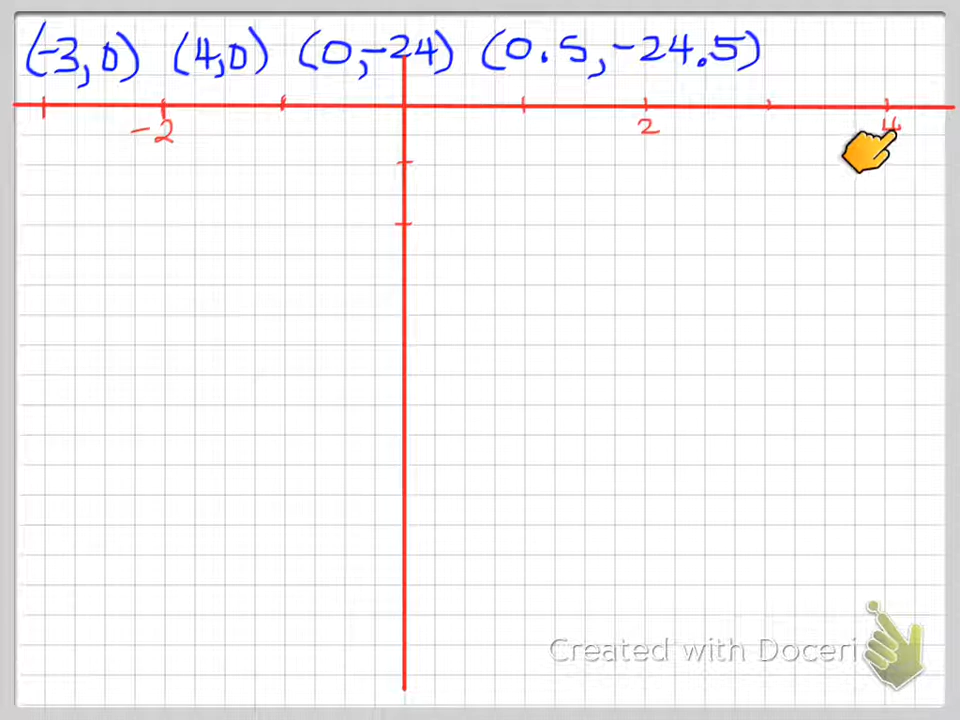 (-3,0) (4,0) (0,-24) (0.5,-24.5)
-2 2 4
Created with Doceri